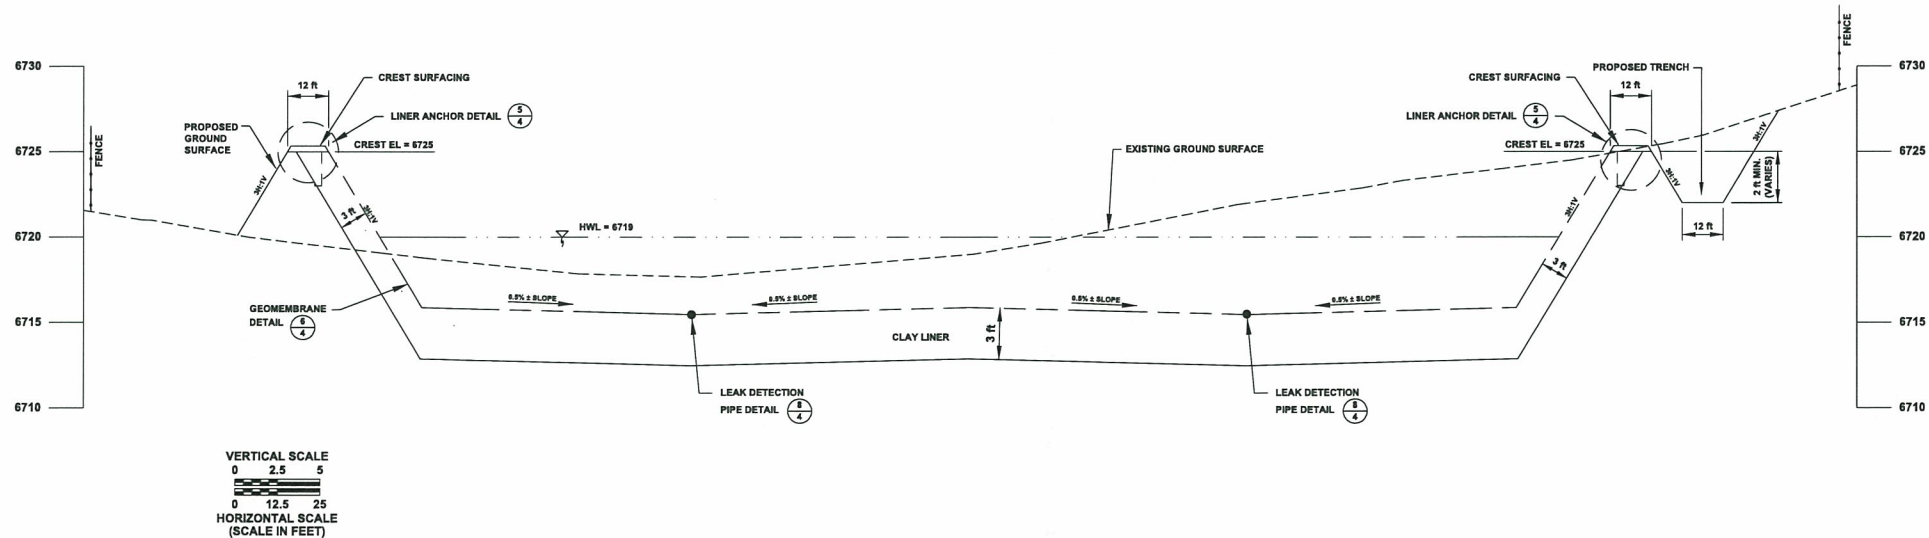 6730
6725
6720
6715
6710
FENCE
PROPOSED
GROUND
SURFACE
3H:1V
12 ft
CREST SURFACING
LINER ANCHOR DETAIL
5
4
CREST EL = 6725
3 ft
3H:1V
HWL = 6719
GEOMEMBRANE
DETAIL
6
4
0.5% ± SLOPE
0.5% ± SLOPE
0.5% ± SLOPE
0.5% ± SLOPE
CLAY LINER
3 ft
LEAK DETECTION
PIPE DETAIL
8
4
LEAK DETECTION
PIPE DETAIL
8
4
EXISTING GROUND SURFACE
CREST SURFACING
LINER ANCHOR DETAIL
5
4
CREST EL = 6725
12 ft
PROPOSED TRENCH
3H:1V
3 ft
3H:1V
12 ft
3H:1V
2 ft MIN.
(VARIES)
FENCE
6730
6725
6720
6715
6710
VERTICAL SCALE
0 2.5 5
0 12.5 25
HORIZONTAL SCALE
(SCALE IN FEET)